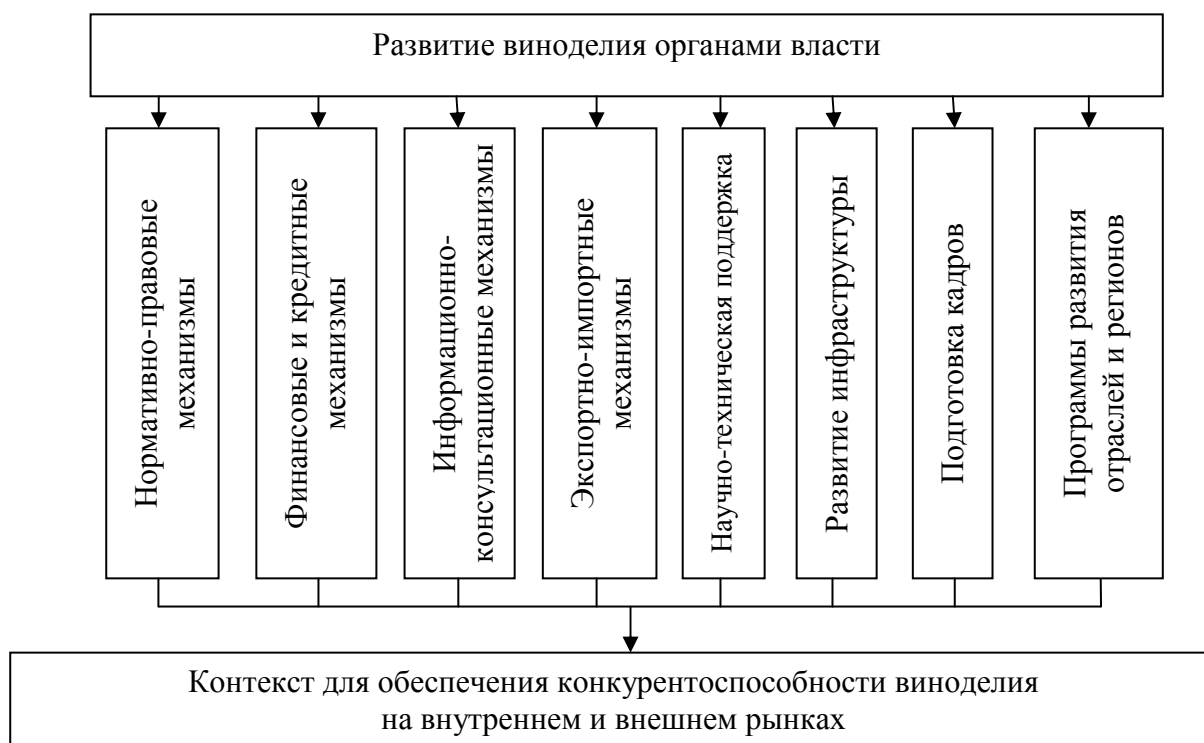 Развитие виноделия органами власти
Нормативно-правовые
механизмы
Финансовые и кредитные
механизмы
Информационно-
консультационные механизмы
Экспортно-импортные
механизмы
Научно-техническая поддержка
Развитие инфраструктуры
Подготовка кадров
Программы развития
отраслей и регионов
Контекст для обеспечения конкурентоспособности виноделия
на внутреннем и внешнем рынках